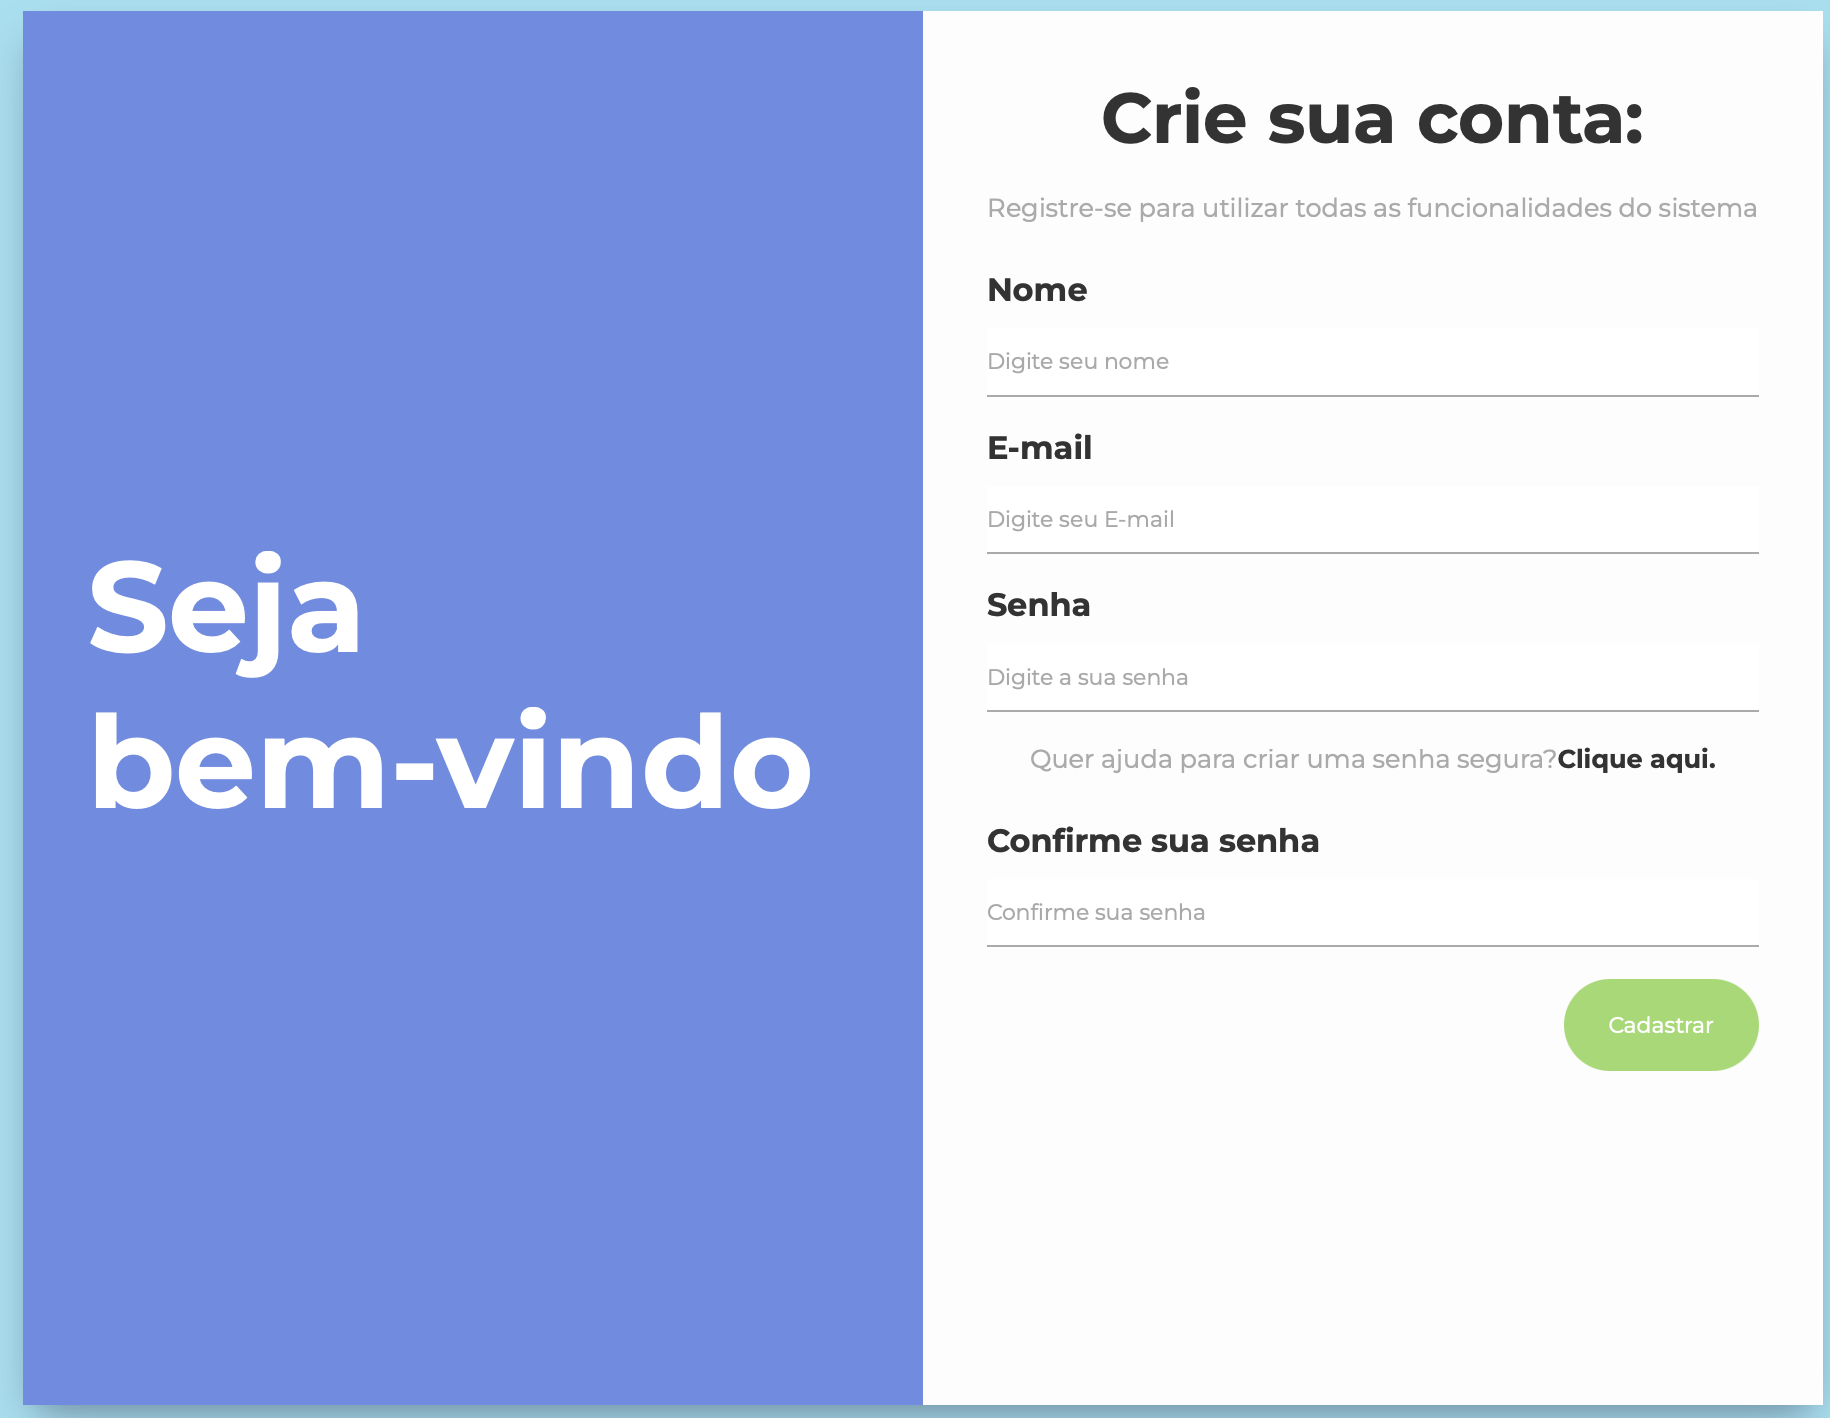 Seja
bem-vindo
Crie sua conta:
Registre-se para utilizar todas as funcionalidades do sistema
Nome
Digite seu nome
E-mail
Digite seu E-mail
Senha
Digite a sua senha
Quer ajuda para criar uma senha segura?Clique aqui.
Confirme sua senha
Confirme sua senha
Cadastrar